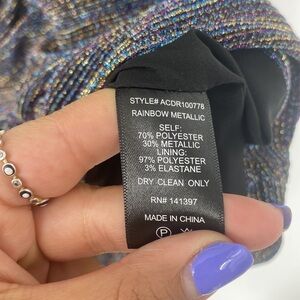 STYLE# ACDR100778
RAINBOW METALLIC
SELF:
70% POLYESTER
30% METALLIC
LINING:
97% POLYESTER
3% ELASTANE
DRY CLEAN ONLY
RN# 141397
MADE IN CHINA
P